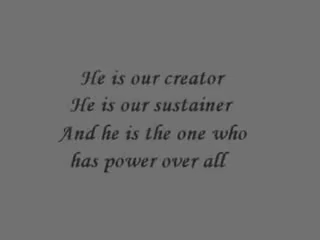 He is our creator
He is our sustainer
And he is the one who
has power over all